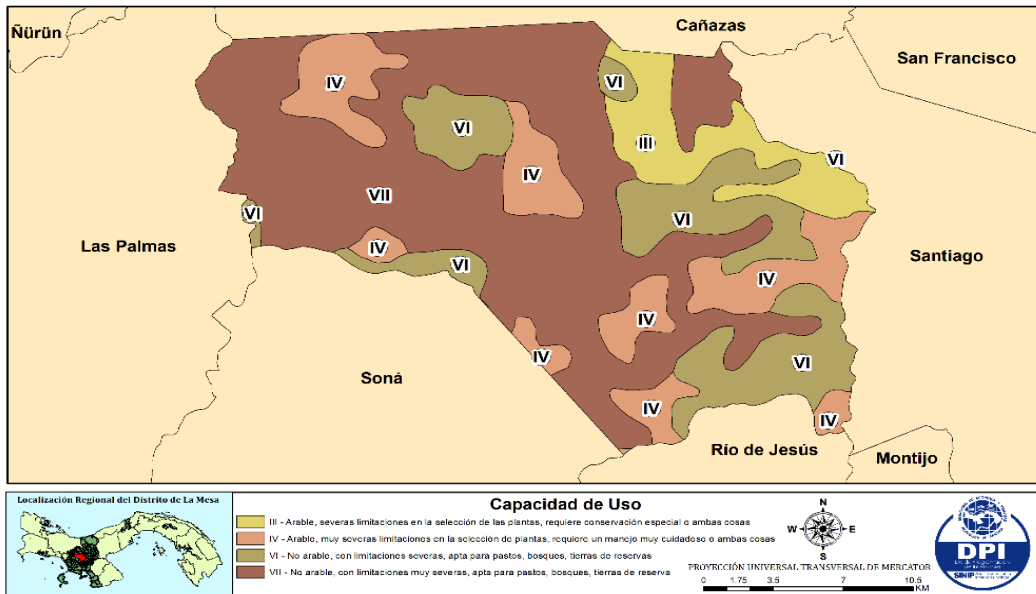 Ñürün
Cañazas
San Francisco
IV
VI
VI
III
VI
IV
VII
VI
VI
Las Palmas
IV
VI
Santiago
IV
IV
IV
VI
Soná
IV
IV
Río de Jesús
Montijo
Localización Regional del Distrito de La Mesa
Capacidad de Uso
III - Arable, severas limitaciones en la selección de las plantas, requiere conservación especial o ambas cosas
IV - Arable, muy severas limitaciones en la selección de plantas, requiere un manejo muy cuidadoso o ambas cosas
VI - No arable, con limitaciones severas, apta para pastos, bosques, tierras de reservas
VII - No arable, con limitaciones muy severas, apta para pastos, bosques, tierras de reserva
N
W
E
S
PROYECCIÓN UNIVERSAL TRANSVERSAL DE MERCATOR
0 1.75 3.5 7 10.5
KM
DPI
SINIP